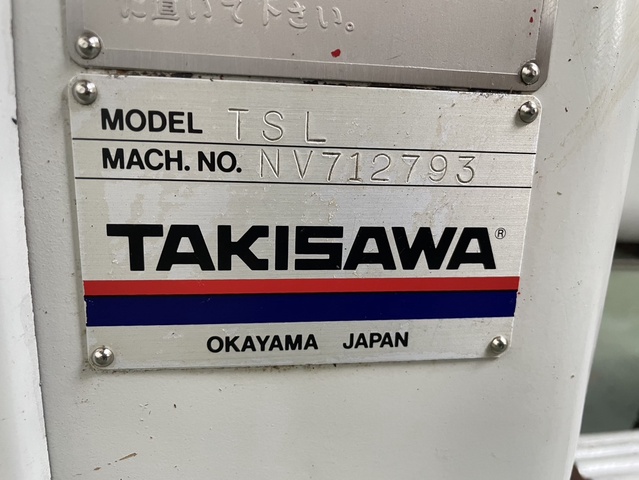 に置いて下さい。
MODEL TSL
MACH. NO. NV712793
TAKISAWA®
OKAYAMA JAPAN